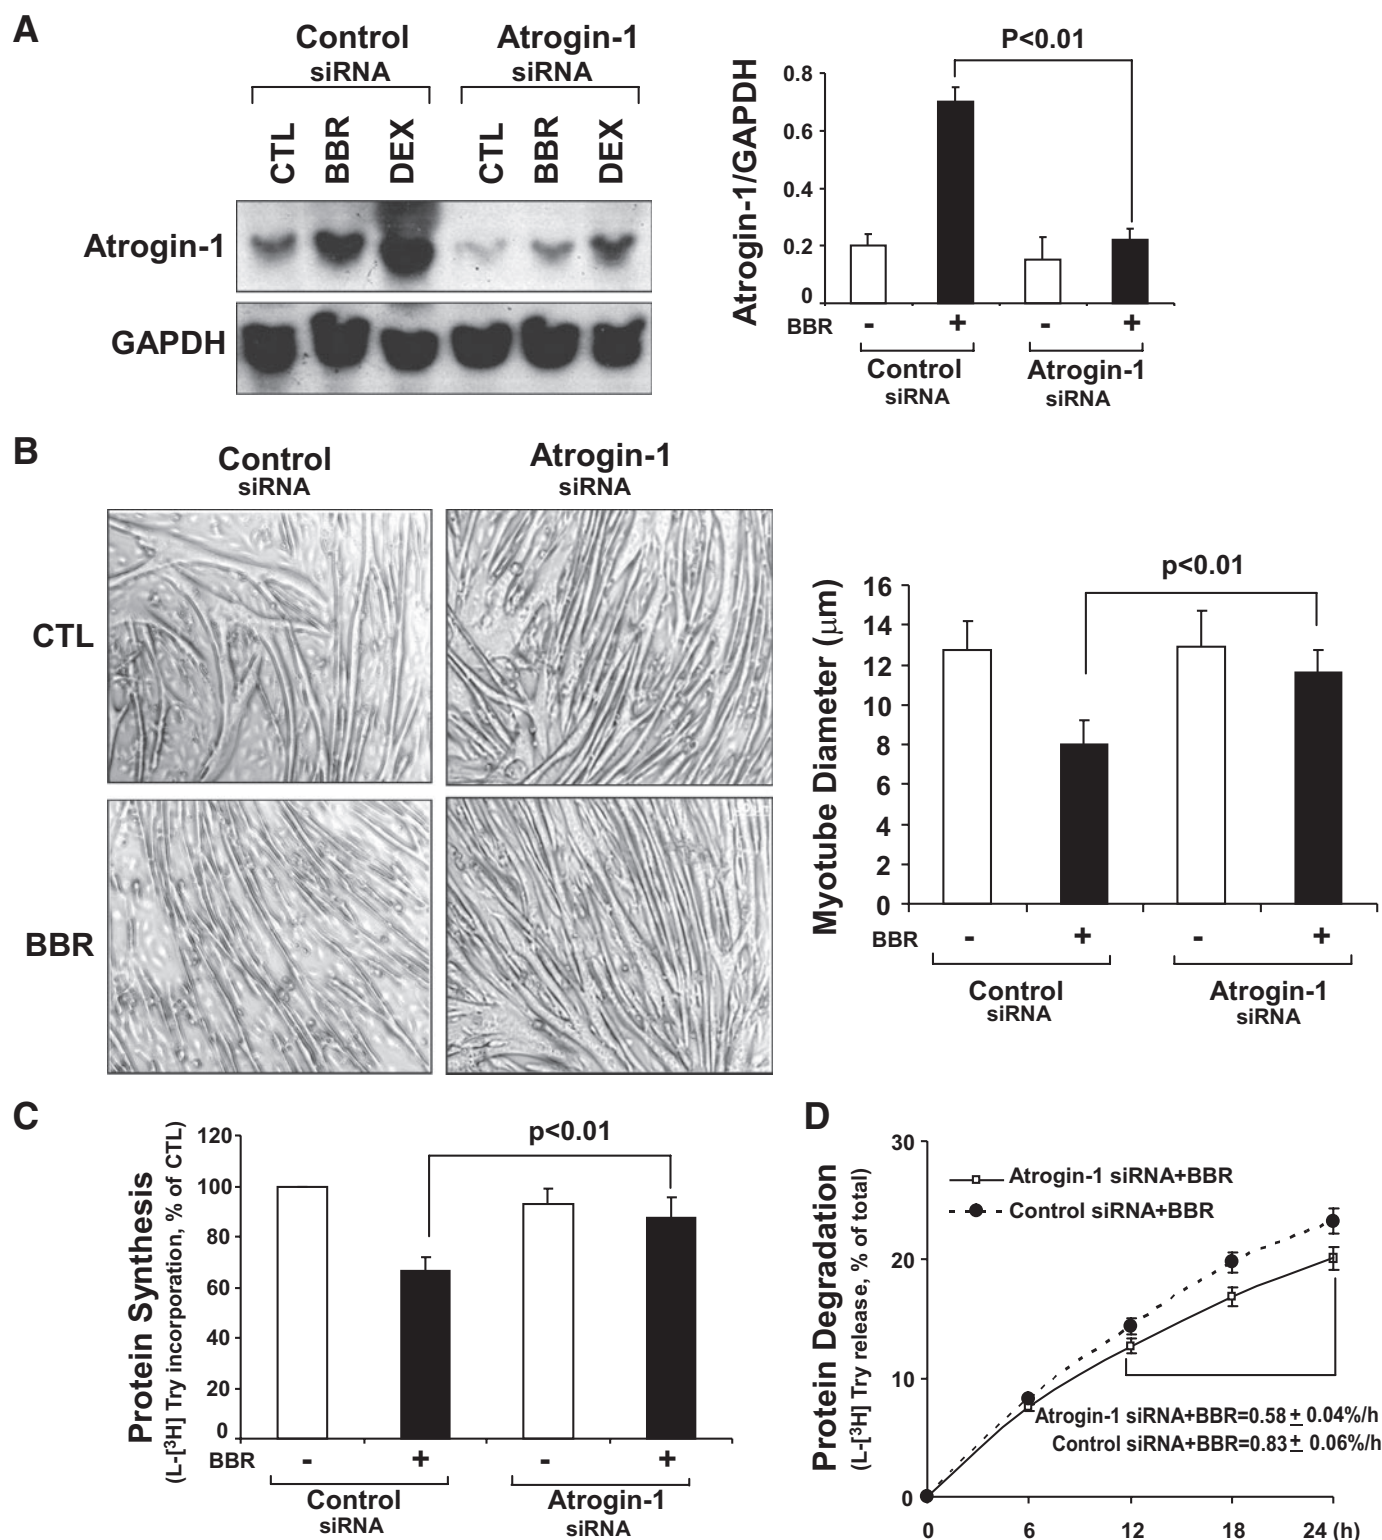 A
Control
siRNA
Atrogin-1
siRNA
CTL
BBR
DEX
CTL
BBR
DEX
Atrogin-1
GAPDH
P<0.01
Atrogin-1/GAPDH
0.8
0.6
0.4
0.2
0
BBR - + - +
Control
siRNA
Atrogin-1
siRNA
B
Control
siRNA
Atrogin-1
siRNA
CTL
BBR
p<0.01
Myotube Diameter (μm)
16
14
12
10
8
6
4
2
0
BBR - + - +
Control
siRNA
Atrogin-1
siRNA
C
p<0.01
Protein Synthesis
(L-[³H] Try incorporation, % of CTL)
120
100
80
60
40
20
0
BBR - + - +
Control
siRNA
Atrogin-1
siRNA
D
Protein Degradation
(L-[³H] Try release, % of total)
30
20
10
0
Atrogin-1 siRNA+BBR
Control siRNA+BBR
Atrogin-1 siRNA+BBR=0.58 ± 0.04%/h
Control siRNA+BBR=0.83 ± 0.06%/h
0 6 12 18 24 (h)